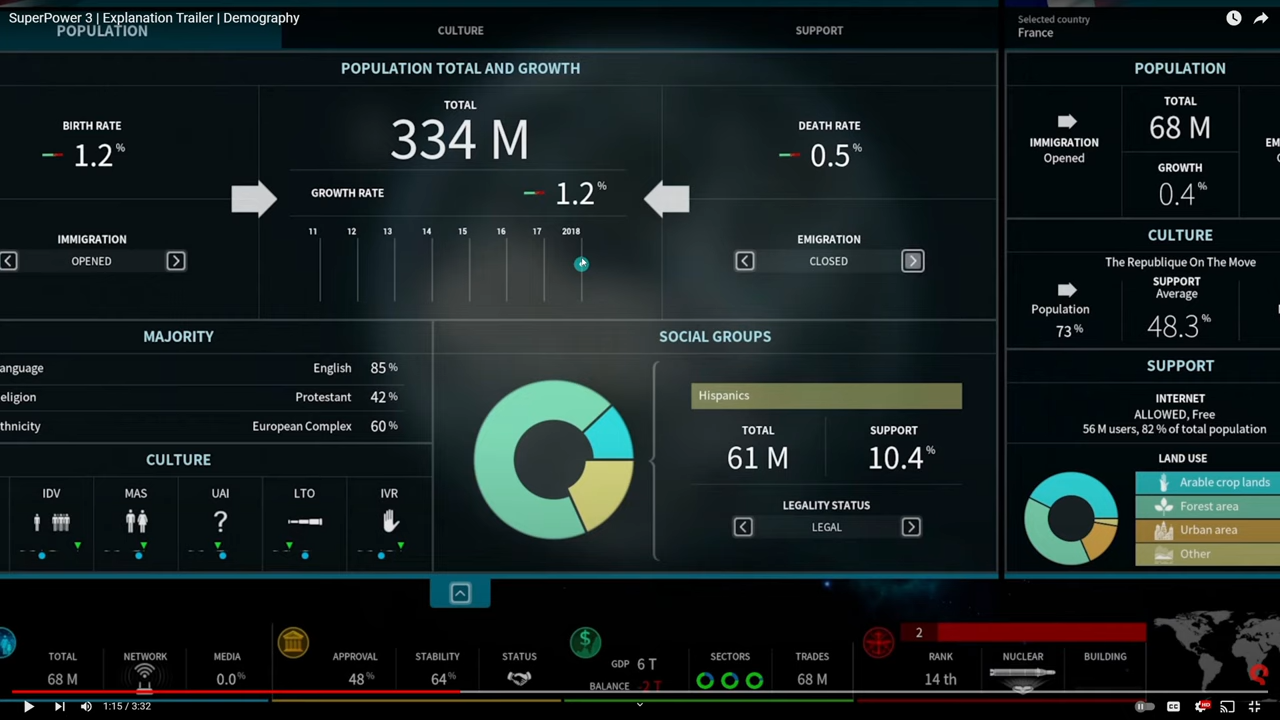 SuperPower 3 | Explanation Trailer | Demography
POPULATION
CULTURE
SUPPORT
Selected country
France
POPULATION TOTAL AND GROWTH
BIRTH RATE
1.2 %
TOTAL
334 M
DEATH RATE
0.5 %
GROWTH RATE
1.2 %
11 12 13 14 15 16 17 2018
IMMIGRATION
OPENED
EMIGRATION
CLOSED
MAJORITY
anguage English 85 %
eligion Protestant 42 %
thnicity European Complex 60 %
CULTURE
IDV MAS UAI LTO IVR
?
SOCIAL GROUPS
Hispanics
TOTAL
61 M
SUPPORT
10.4 %
LEGALITY STATUS
LEGAL
POPULATION
IMMIGRATION
Opened
TOTAL
68 M
GROWTH
0.4 %
EM
CULTURE
The Republique On The Move
Population
73 %
SUPPORT
Average
48.3 %
SUPPORT
INTERNET
ALLOWED, Free
56 M users, 82 % of total population
LAND USE
Arable crop lands
Forest area
Urban area
Other
TOTAL
68 M
NETWORK
MEDIA
0.0 %
APPROVAL
48 %
STABILITY
64 %
STATUS
$
GDP 6 T
BALANCE -2 T
SECTORS
TRADES
68 M
2
RANK
14 th
NUCLEAR
BUILDING
1:15 / 3:32
CC
HD